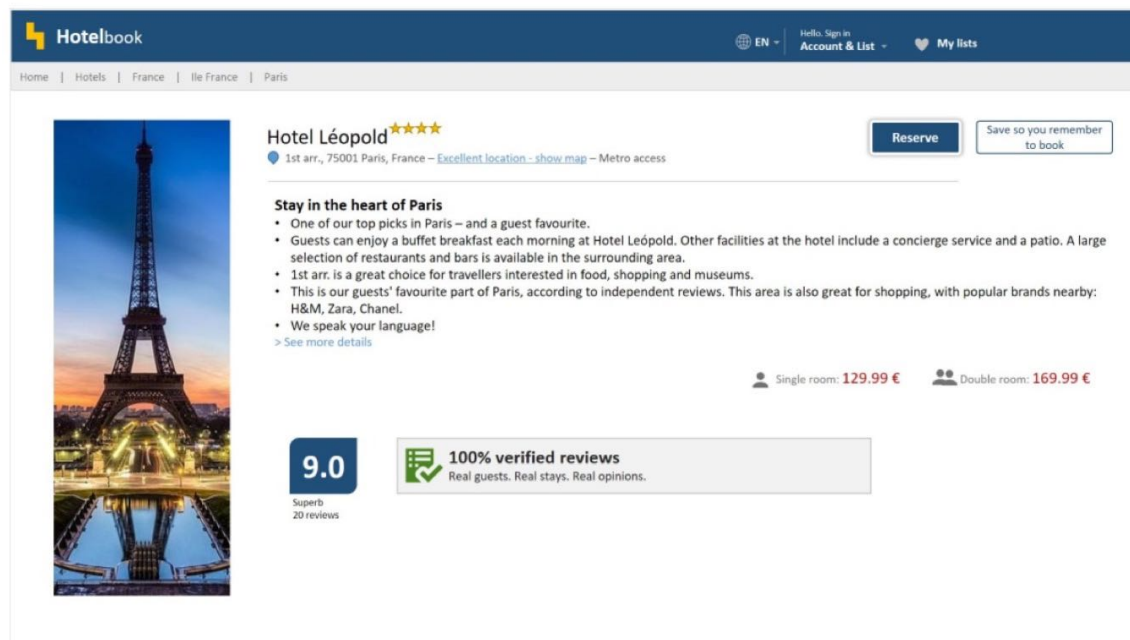 Hotelbook
EN
Hello. Sign in
Account & List
My lists
Home | Hotels | France | Ile France | Paris
Hotel Léopold
Reserve
Save so you remember
to book
1st arr., 75001 Paris, France – Excellent location - show map – Metro access
Stay in the heart of Paris
• One of our top picks in Paris – and a guest favourite.
• Guests can enjoy a buffet breakfast each morning at Hotel Leópold. Other facilities at the hotel include a concierge service and a patio. A large
selection of restaurants and bars is available in the surrounding area.
• 1st arr. is a great choice for travellers interested in food, shopping and museums.
• This is our guests' favourite part of Paris, according to independent reviews. This area is also great for shopping, with popular brands nearby:
H&M, Zara, Chanel.
• We speak your language!
> See more details
Single room: 129.99 €
Double room: 169.99 €
9.0
Superb
20 reviews
100% verified reviews
Real guests. Real stays. Real opinions.